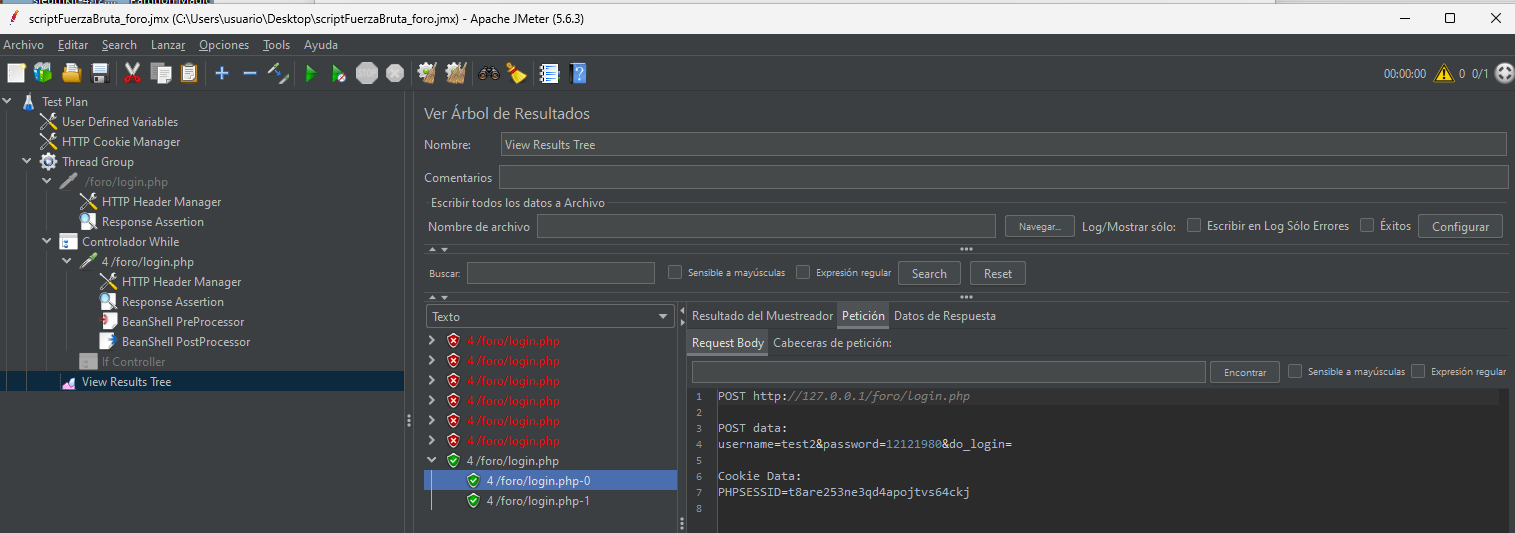 scriptFuerzaBruta_foro.jmx (C:\Users\usuario\Desktop\scriptFuerzaBruta_foro.jmx) - Apache JMeter (5.6.3)
Archivo Editar Search Lanzar Opciones Tools Ayuda
STOP
00:00:00 0 0/1
Test Plan
User Defined Variables
HTTP Cookie Manager
Thread Group
/foro/login.php
HTTP Header Manager
Response Assertion
Controlador While
4 /foro/login.php
HTTP Header Manager
Response Assertion
BeanShell PreProcessor
BeanShell PostProcessor
If Controller
View Results Tree
Ver Árbol de Resultados
Nombre: View Results Tree
Comentarios
Escribir todos los datos a Archivo
Nombre de archivo Navegar... Log/Mostrar sólo: Escribir en Log Sólo Errores Éxitos Configurar
Buscar: Sensible a mayúsculas Expresión regular Search Reset
Texto
4 /foro/login.php
4 /foro/login.php
4 /foro/login.php
4 /foro/login.php
4 /foro/login.php
4 /foro/login.php
4 /foro/login.php
4 /foro/login.php-0
4 /foro/login.php-1
Resultado del Muestreador Petición Datos de Respuesta
Request Body Cabeceras de petición:
Encontrar Sensible a mayúsculas Expresión regular
1 POST http://127.0.0.1/foro/login.php
2
3 POST data:
4 username=test2&password=12121980&do_login=
5
6 Cookie Data:
7 PHPSESSID=t8are253ne3qd4apojtvs64ckj
8